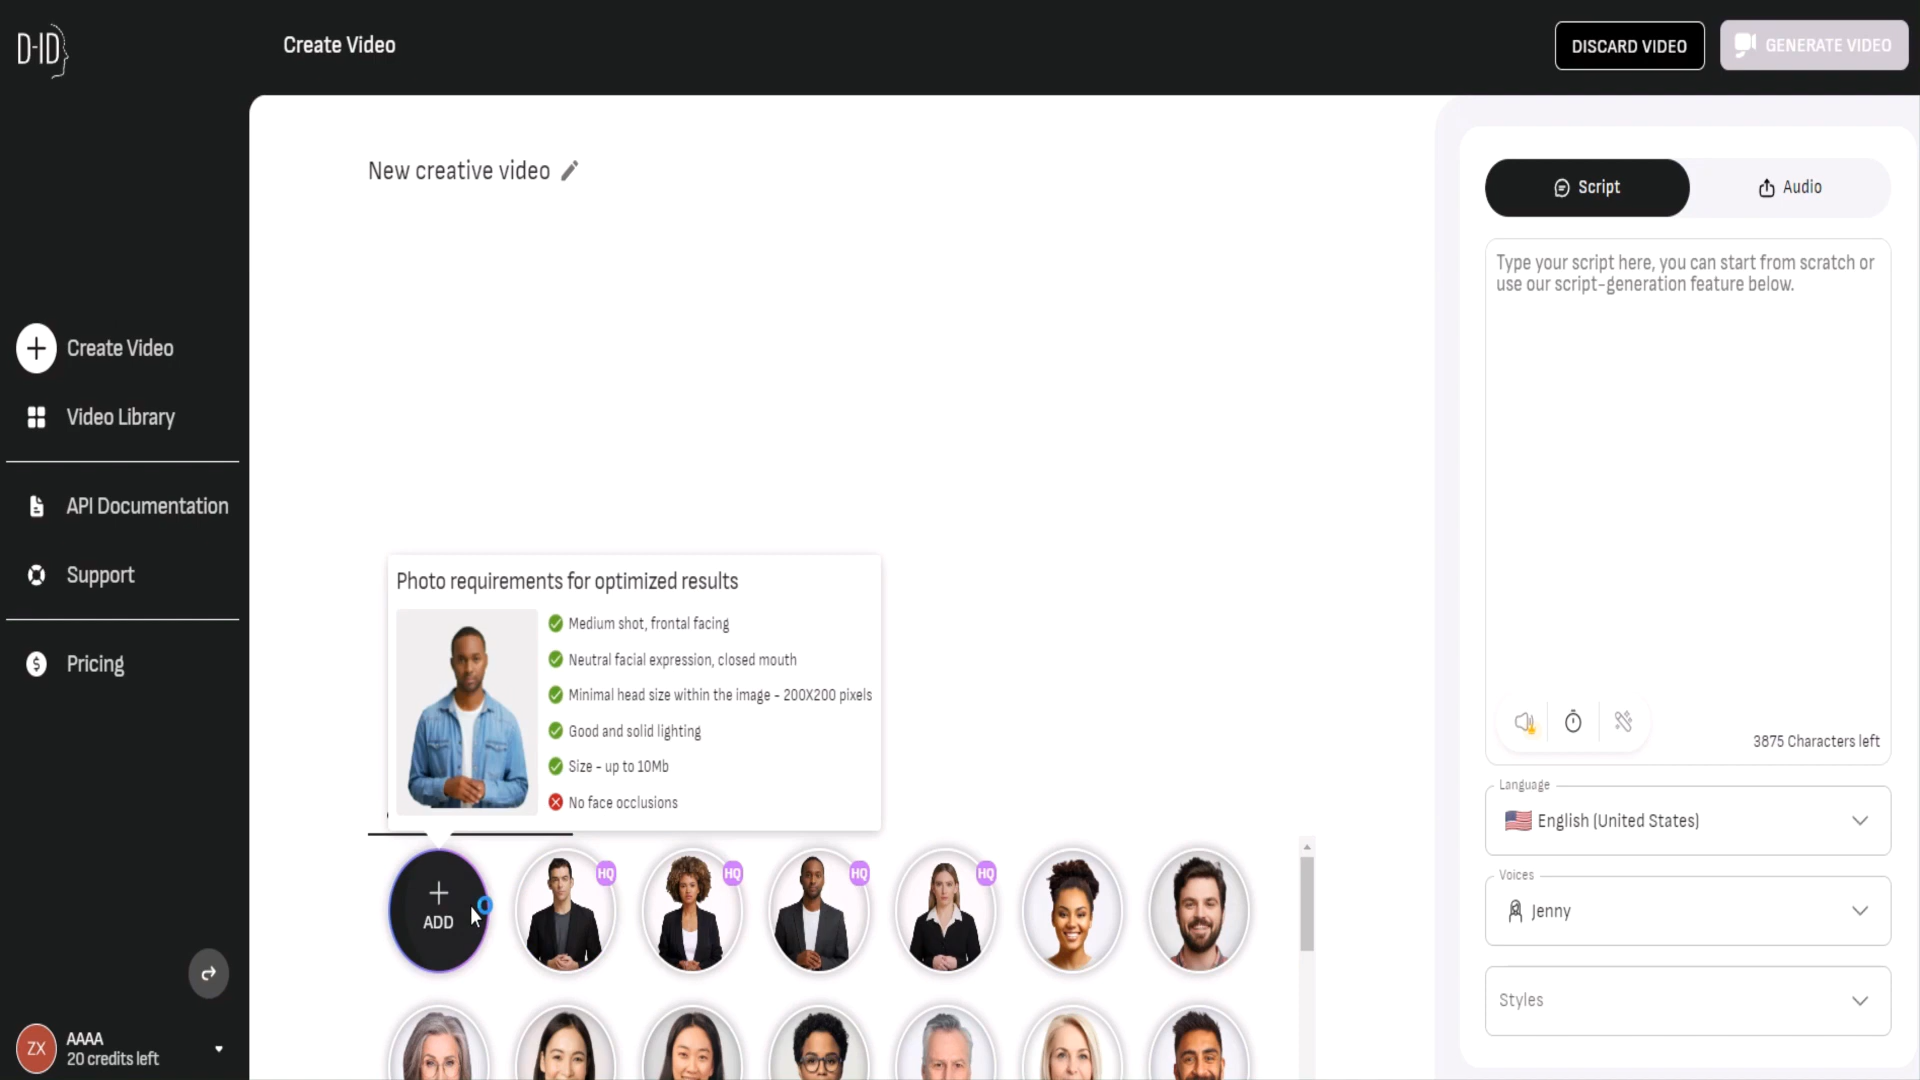 D-ID
Create Video
DISCARD VIDEO
GENERATE VIDEO
New creative video
Script
Audio
Type your script here, you can start from scratch or
use our script-generation feature below.
Create Video
Video Library
API Documentation
Support
Pricing
Photo requirements for optimized results
Medium shot, frontal facing
Neutral facial expression, closed mouth
Minimal head size within the image - 200X200 pixels
Good and solid lighting
Size - up to 10Mb
No face occlusions
3875 Characters left
Language
English (United States)
Voices
Jenny
Styles
ADD
HQ
HQ
HQ
HQ
ZX
AAAA
20 credits left